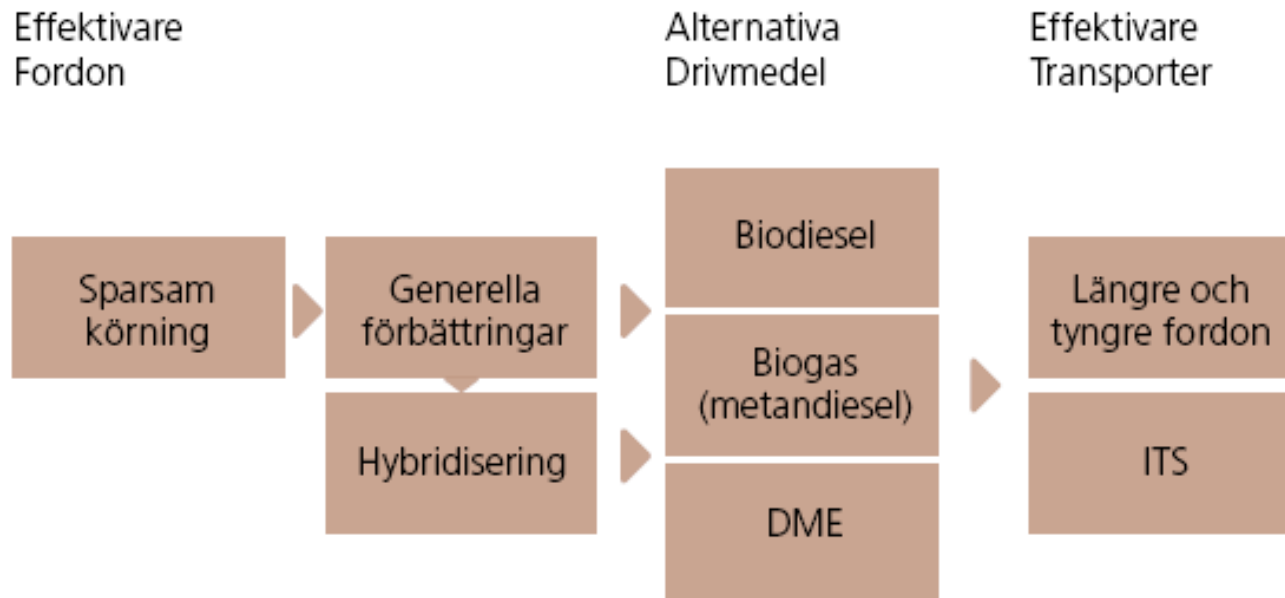 Effektivare
Fordon
Alternativa
Drivmedel
Effektivare
Transporter
Sparsam
körning
Generella
förbättringar
Hybridisering
Biodiesel
Biogas
(metandiesel)
DME
Längre och
tyngre fordon
ITS